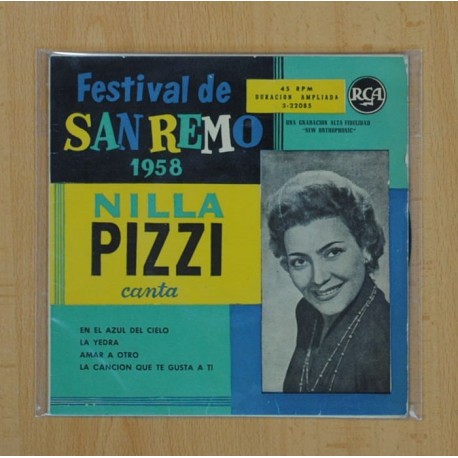 Festival de
SAN REMO
1958
NILLA
PIZZI
canta
EN EL AZUL DEL CIELO
LA YEDRA
AMAR A OTRO
LA CANCION QUE TE GUSTA A TI
45 RPM
DURACION AMPLIADA
3-22085
RCA
UNA GRABACION ALTA FIDELIDAD
"NEW ORTHOPHONIC"